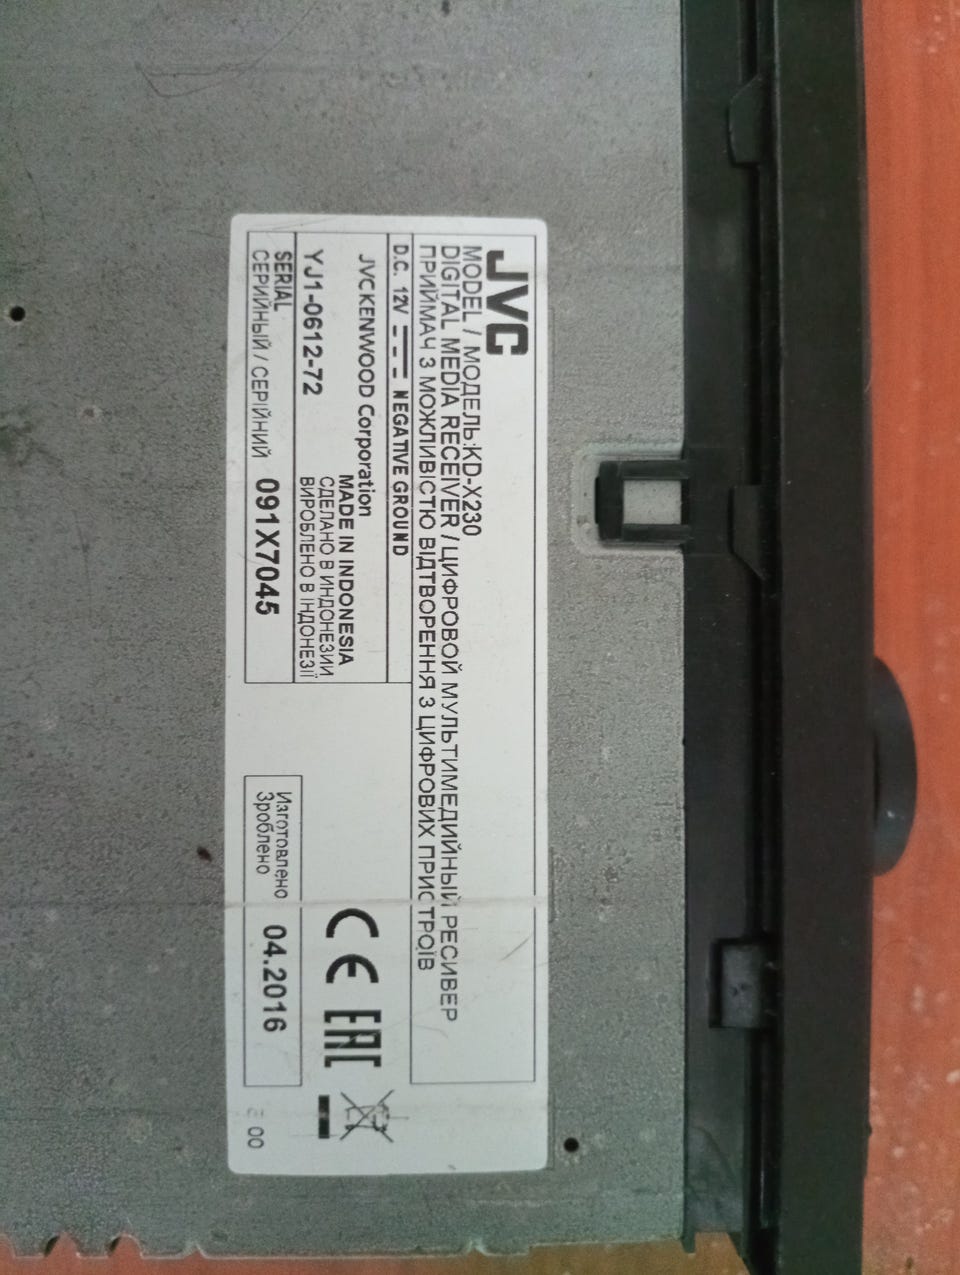 JVC
MODEL / МОДЕЛЬ:KD-X230
DIGITAL MEDIA RECEIVER / ЦИФРОВОЙ МУЛЬТИМЕДИЙНЫЙ РЕСИВЕР
ПРИЙМАЧ З МОЖЛИВІСТЮ ВІДТВОРЕННЯ З ЦИФРОВИХ ПРИСТРОЇВ
D.C. 12V NEGATIVE GROUND
JVCKENWOOD Corporation
MADE IN INDONESIA
СДЕЛАНО В ИНДОНЕЗИИ
ВИРОБЛЕНО В ІНДОНЕЗІЇ
YJ1-0612-72
SERIAL
СЕРИЙНЫЙ / СЕРІЙНИЙ 091X7045
CE EAC
Изготовлено
Зроблено
04.2016
00